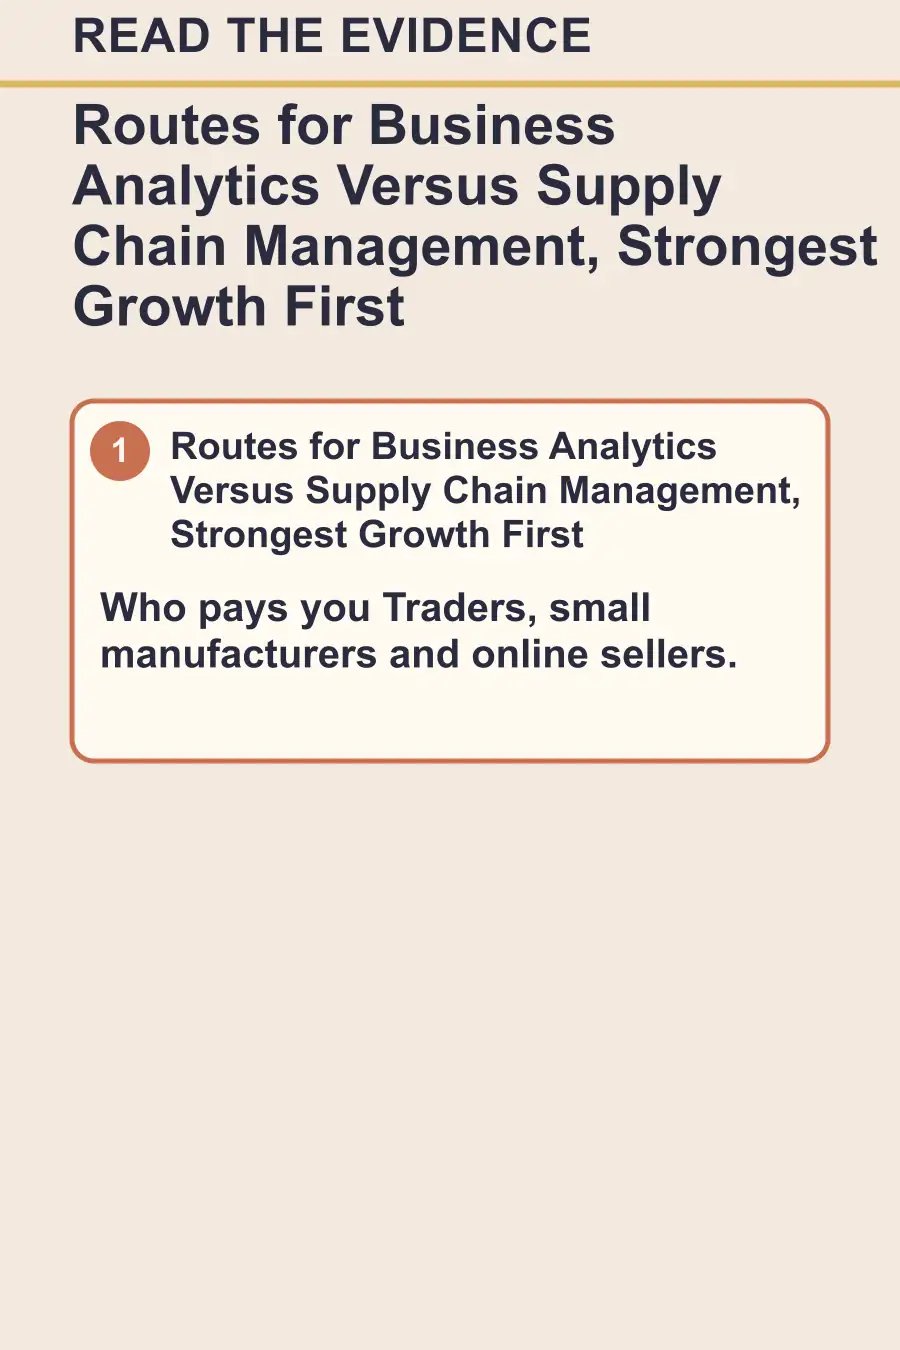 READ THE EVIDENCE
Routes for Business
Analytics Versus Supply
Chain Management, Strongest
Growth First
1
Routes for Business Analytics
Versus Supply Chain Management,
Strongest Growth First
Who pays you Traders, small
manufacturers and online sellers.